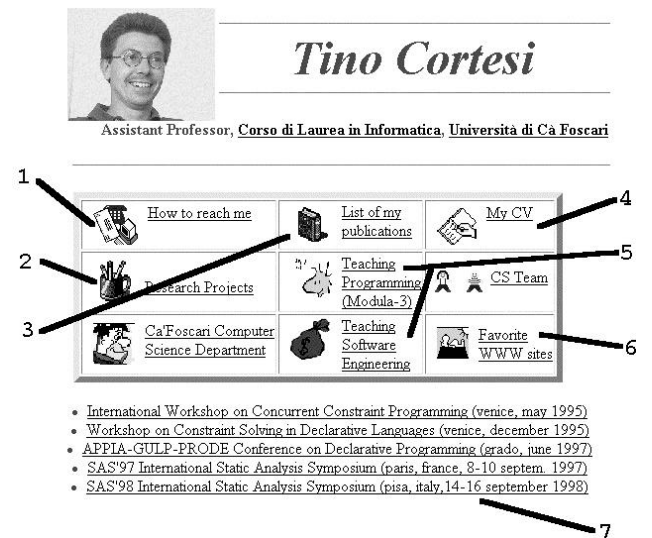 Tino Cortesi
Assistant Professor, Corso di Laurea in Informatica, Università di Cà Foscari
1
How to reach me
List of my
publications
My CV
4
2
Research Projects
Teaching
Programming
(Modula-3)
CS Team
5
3
Ca'Foscari Computer
Science Department
$
Teaching
Software
Engineering
Favorite
WWW sites
6
International Workshop on Concurrent Constraint Programming (venice, may 1995)
Workshop on Constraint Solving in Declarative Languages (venice, december 1995)
APPIA-GULP-PRODE Conference on Declarative Programming (grado, june 1997)
SAS'97 International Static Analysis Symposium (paris, france, 8-10 septem. 1997)
SAS'98 International Static Analysis Symposium (pisa, italy,14-16 september 1998)
7